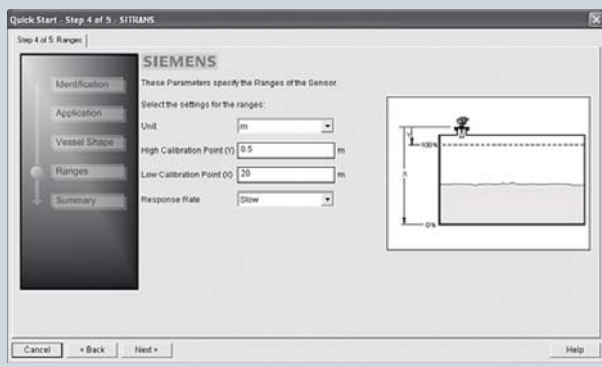 Quick Start - Step 4 of 5 - SITRANS
Step 4 of 5: Ranges
SIEMENS
Identification
Application
Vessel Shape
Ranges
Summary
These Parameters specify the Ranges of the Sensor.
Select the settings for the ranges:
Unit m
High Calibration Point (Y) 0.5 m
Low Calibration Point (X) 20 m
Response Rate Slow
Y
100%
X
0%
Cancel < Back Next > Help